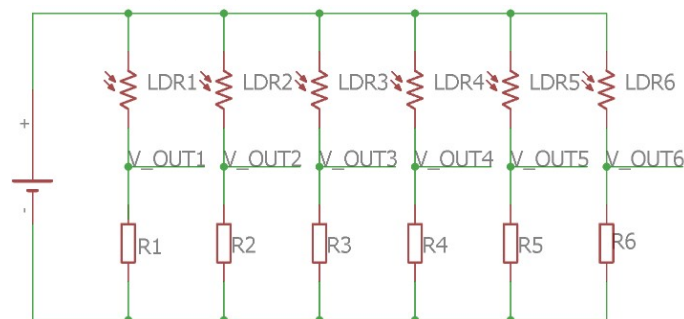 LDR1 LDR2 LDR3 LDR4 LDR5 LDR6
+
V_OUT1 V_OUT2 V_OUT3 V_OUT4 V_OUT5 V_OUT6
-
R1 R2 R3 R4 R5 R6